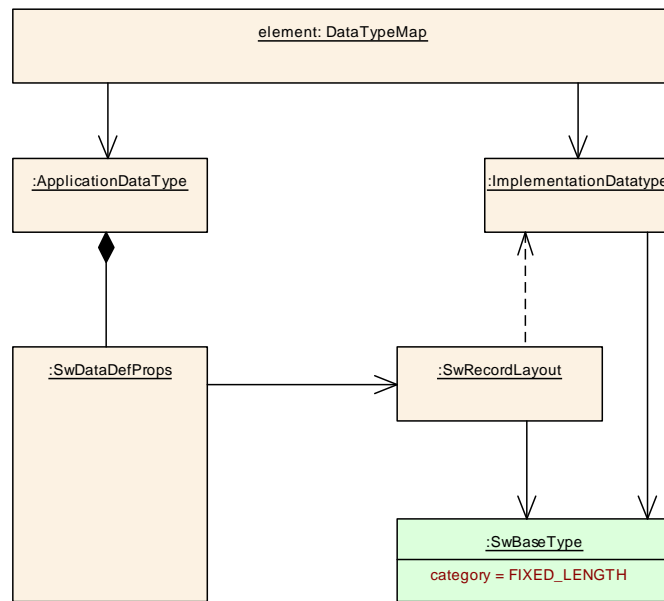 element: DataTypeMap
:ApplicationDataType
:ImplementationDatatype
:SwDataDefProps
:SwRecordLayout
:SwBaseType
category = FIXED_LENGTH